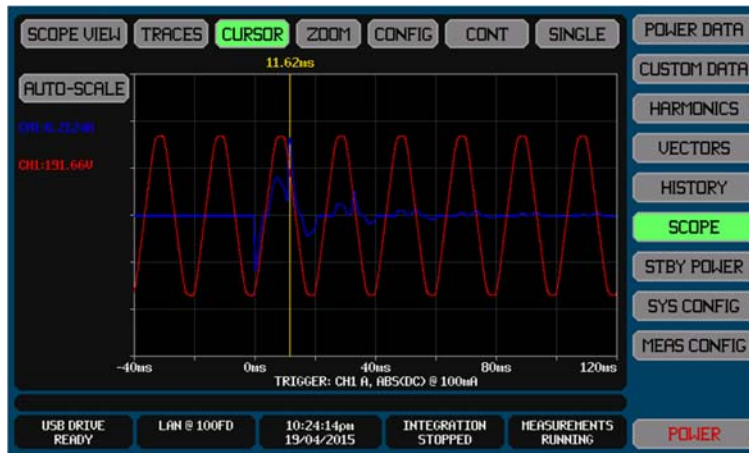 SCOPE VIEW TRACES CURSOR ZOOM CONFIG CONT SINGLE
POWER DATA
11.62ms
CUSTOM DATA
AUTO-SCALE
HARMONICS
CH1:191.66V
VECTORS
HISTORY
SCOPE
STBY POWER
SYS CONFIG
MEAS CONFIG
-40ms 0ms 40ms 80ms 120ms
TRIGGER: CH1 A, ABS(DC) @ 100mA
USB DRIVE READY
LAN @ 100FD
10:24:14pm 19/04/2015
INTEGRATION STOPPED
MEASUREMENTS RUNNING
POWER